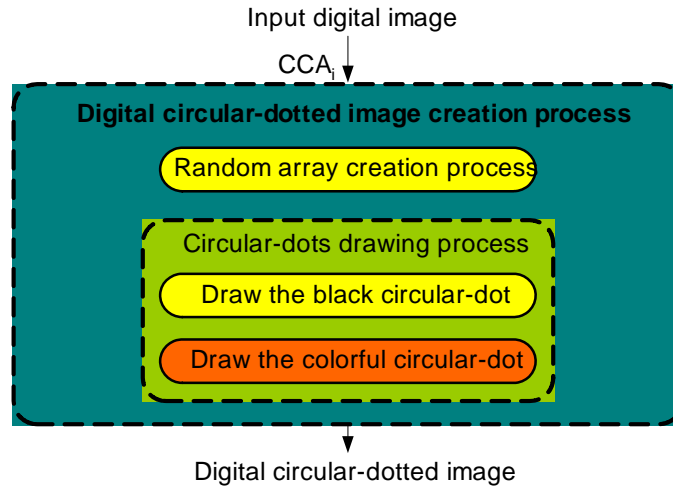 Input digital image
CCAi
Digital circular-dotted image creation process
Random array creation process
Circular-dots drawing process
Draw the black circular-dot
Draw the colorful circular-dot
Digital circular-dotted image